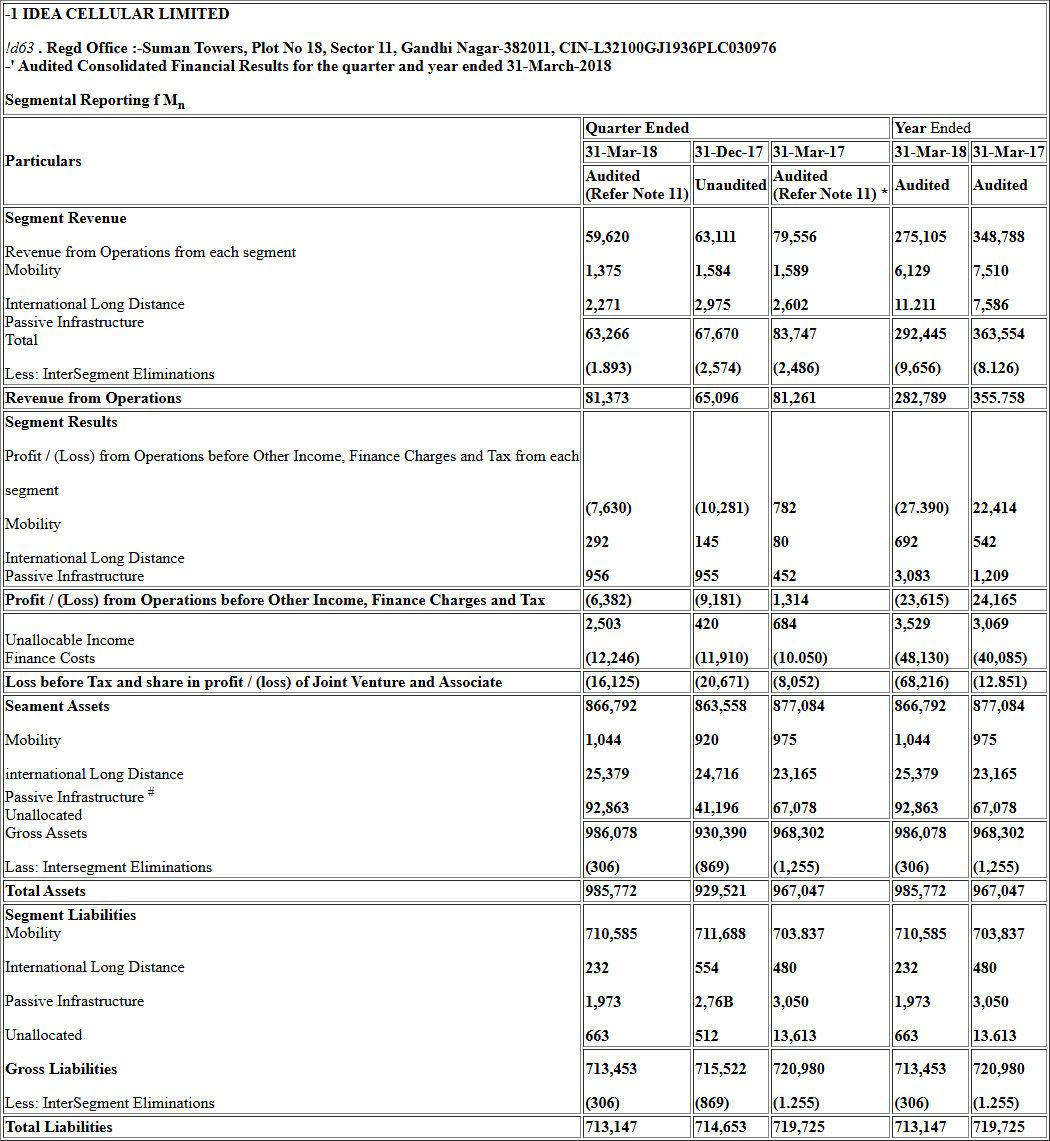 -1 IDEA CELLULAR LIMITED
!d63 . Regd Office :-Suman Towers, Plot No 18, Sector 11, Gandhi Nagar-382011, CIN-L32100GJ1936PLC030976
-' Audited Consolidated Financial Results for the quarter and year ended 31-March-2018
Segmental Reporting f Mn
Particulars
Quarter Ended Year Ended
31-Mar-18 31-Dec-17 31-Mar-17 31-Mar-18 31-Mar-17
Audited (Refer Note 11) Unaudited Audited (Refer Note 11) * Audited Audited
Segment Revenue
Revenue from Operations from each segment
Mobility 59,620 63,111 79,556 275,105 348,788
International Long Distance 1,375 1,584 1,589 6,129 7,510
Passive Infrastructure 2,271 2,975 2,602 11.211 7,586
Total 63,266 67,670 83,747 292,445 363,554
Less: InterSegment Eliminations (1.893) (2,574) (2,486) (9,656) (8.126)
Revenue from Operations 81,373 65,096 81,261 282,789 355.758
Segment Results
Profit / (Loss) from Operations before Other Income, Finance Charges and Tax from each
segment
Mobility (7,630) (10,281) 782 (27.390) 22,414
International Long Distance 292 145 80 692 542
Passive Infrastructure 956 955 452 3,083 1,209
Profit / (Loss) from Operations before Other Income, Finance Charges and Tax (6,382) (9,181) 1,314 (23,615) 24,165
Unallocable Income 2,503 420 684 3,529 3,069
Finance Costs (12,246) (11,910) (10.050) (48,130) (40,085)
Loss before Tax and share in profit / (loss) of Joint Venture and Associate (16,125) (20,671) (8,052) (68,216) (12.851)
Seament Assets
Mobility 866,792 863,558 877,084 866,792 877,084
international Long Distance 1,044 920 975 1,044 975
Passive Infrastructure # 25,379 24,716 23,165 25,379 23,165
Unallocated 92,863 41,196 67,078 92,863 67,078
Gross Assets 986,078 930,390 968,302 986,078 968,302
Lass: Intersegment Eliminations (306) (869) (1,255) (306) (1,255)
Total Assets 985,772 929,521 967,047 985,772 967,047
Segment Liabilities
Mobility 710,585 711,688 703.837 710,585 703,837
International Long Distance 232 554 480 232 480
Passive Infrastructure 1,973 2,76B 3,050 1,973 3,050
Unallocated 663 512 13,613 663 13.613
Gross Liabilities 713,453 715,522 720,980 713,453 720,980
Less: InterSegment Eliminations (306) (869) (1.255) (306) (1.255)
Total Liabilities 713,147 714,653 719,725 713,147 719,725